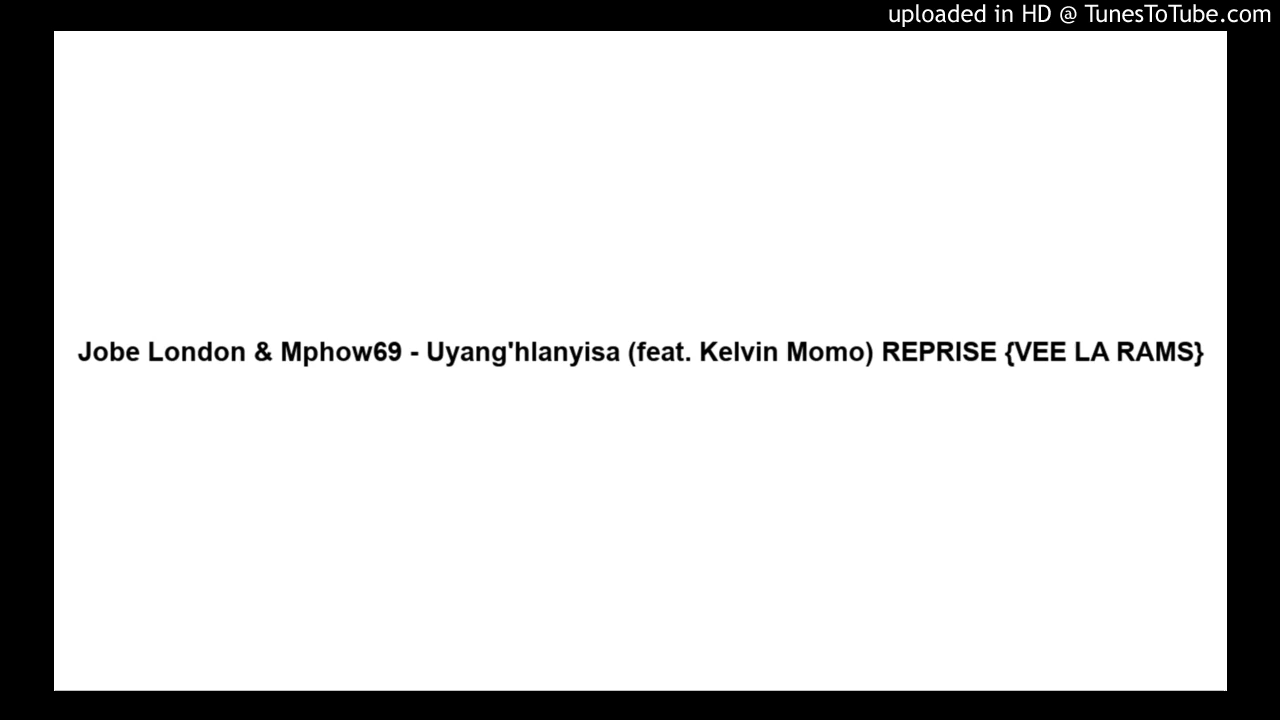 uploaded in HD @ TunesToTube.com
Jobe London & Mphow69 - Uyang'hlanyisa (feat. Kelvin Momo) REPRISE {VEE LA RAMS}